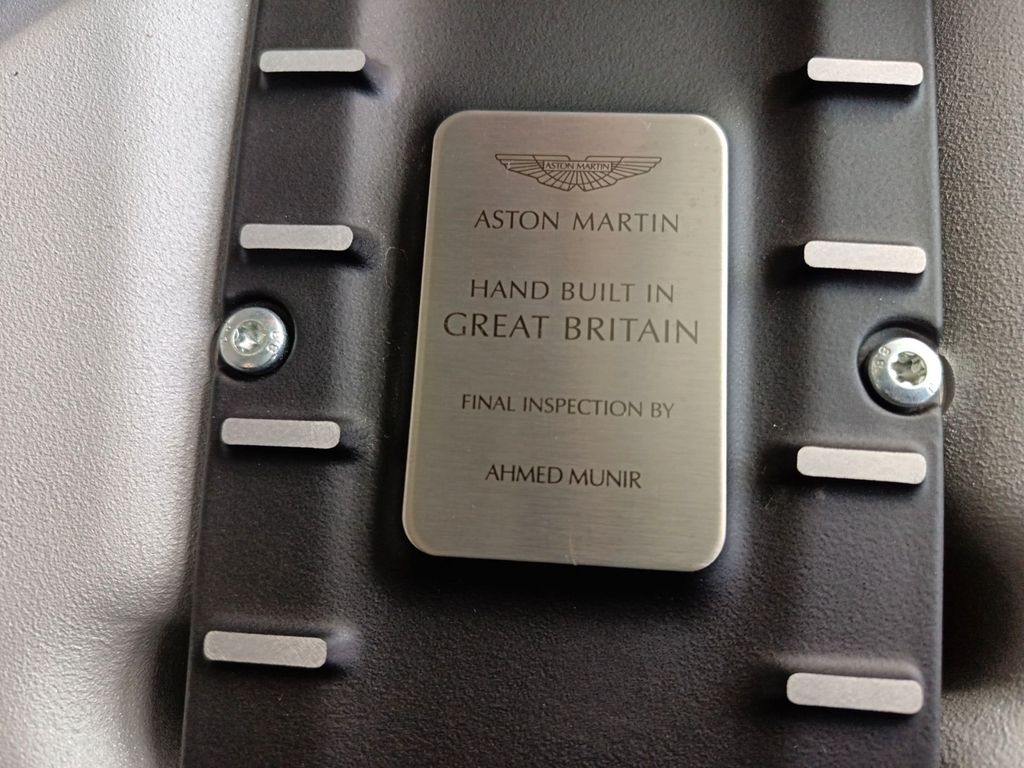 ASTON MARTIN
ASTON MARTIN
HAND BUILT IN
GREAT BRITAIN
FINAL INSPECTION BY
AHMED MUNIR